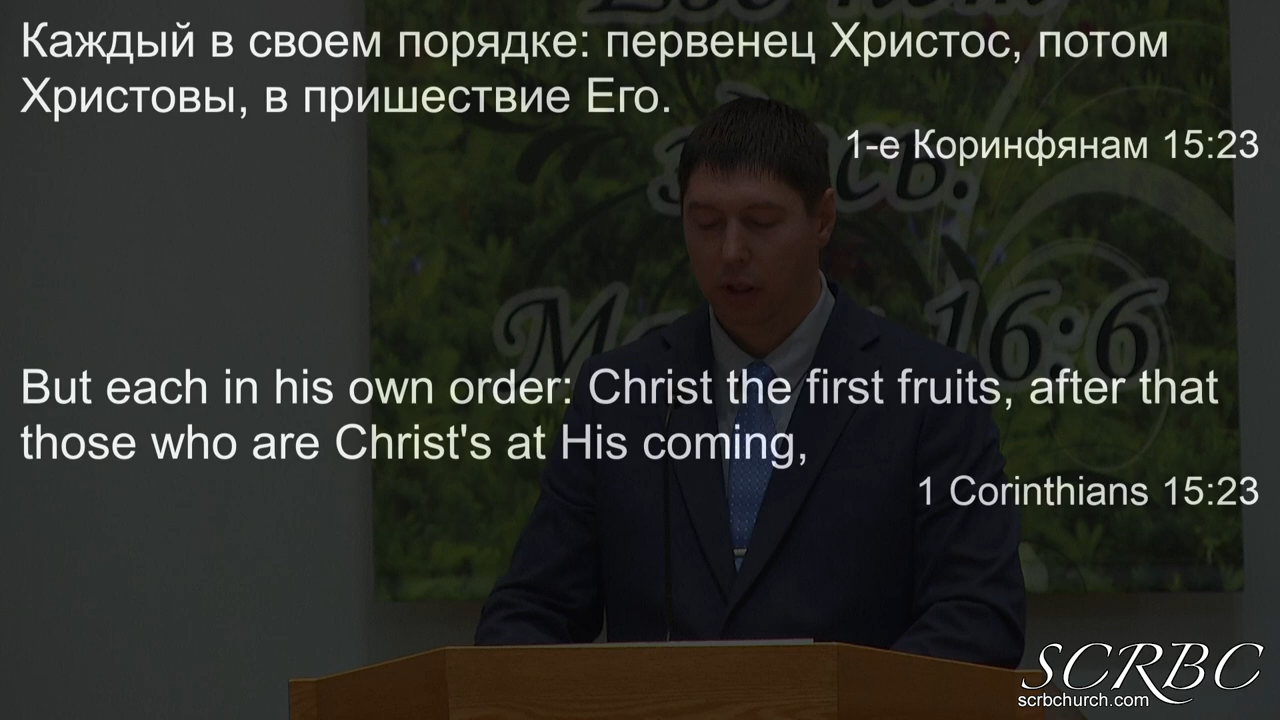 Каждый в своем порядке: первенец Христос, потом
Христовы, в пришествие Его.
1-е Коринфянам 15:23
16:6
But each in his own order: Christ the first fruits, after that
those who are Christ's at His coming,
1 Corinthians 15:23
SCRBC
scrbchurch.com